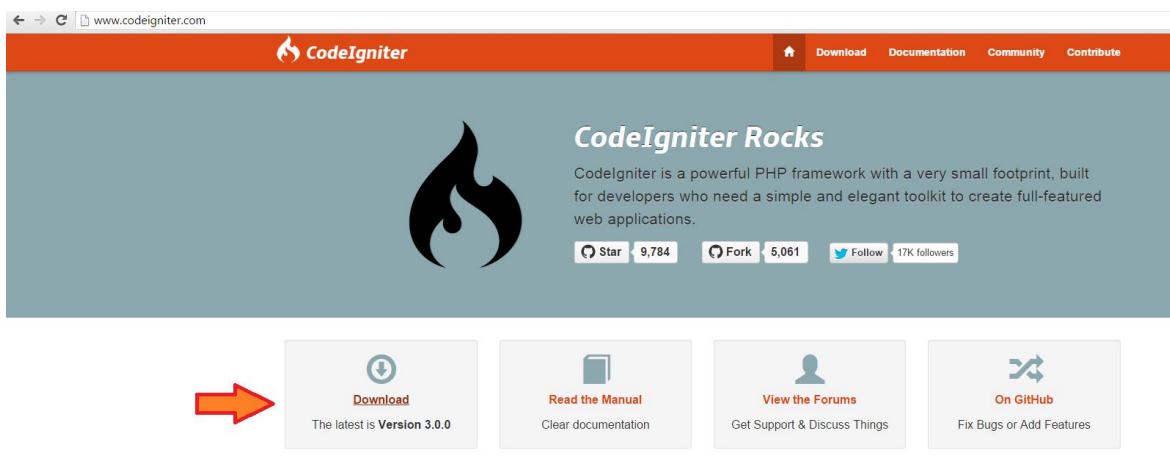 www.codeigniter.com
CodeIgniter
Download Documentation Community Contribute
CodeIgniter Rocks
CodeIgniter is a powerful PHP framework with a very small footprint, built
for developers who need a simple and elegant toolkit to create full-featured
web applications.
Star 9,784 Fork 5,061 Follow 17K followers
Download Read the Manual View the Forums On GitHub
The latest is Version 3.0.0 Clear documentation Get Support & Discuss Things Fix Bugs or Add Features